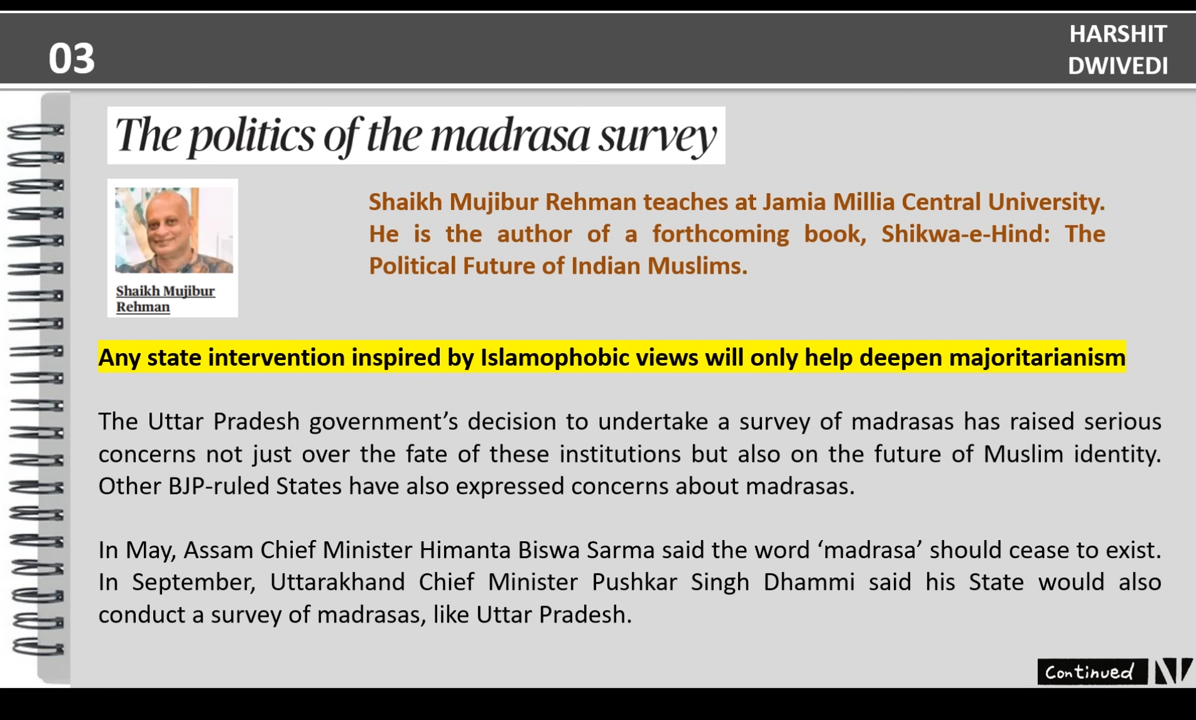 03
HARSHIT
DWIVEDI
The politics of the madrasa survey
Shaikh Mujibur
Rehman
Shaikh Mujibur Rehman teaches at Jamia Millia Central University.
He is the author of a forthcoming book, Shikwa-e-Hind: The
Political Future of Indian Muslims.
Any state intervention inspired by Islamophobic views will only help deepen majoritarianism
The Uttar Pradesh government’s decision to undertake a survey of madrasas has raised serious
concerns not just over the fate of these institutions but also on the future of Muslim identity.
Other BJP-ruled States have also expressed concerns about madrasas.
In May, Assam Chief Minister Himanta Biswa Sarma said the word ‘madrasa’ should cease to exist.
In September, Uttarakhand Chief Minister Pushkar Singh Dhammi said his State would also
conduct a survey of madrasas, like Uttar Pradesh.
Continued